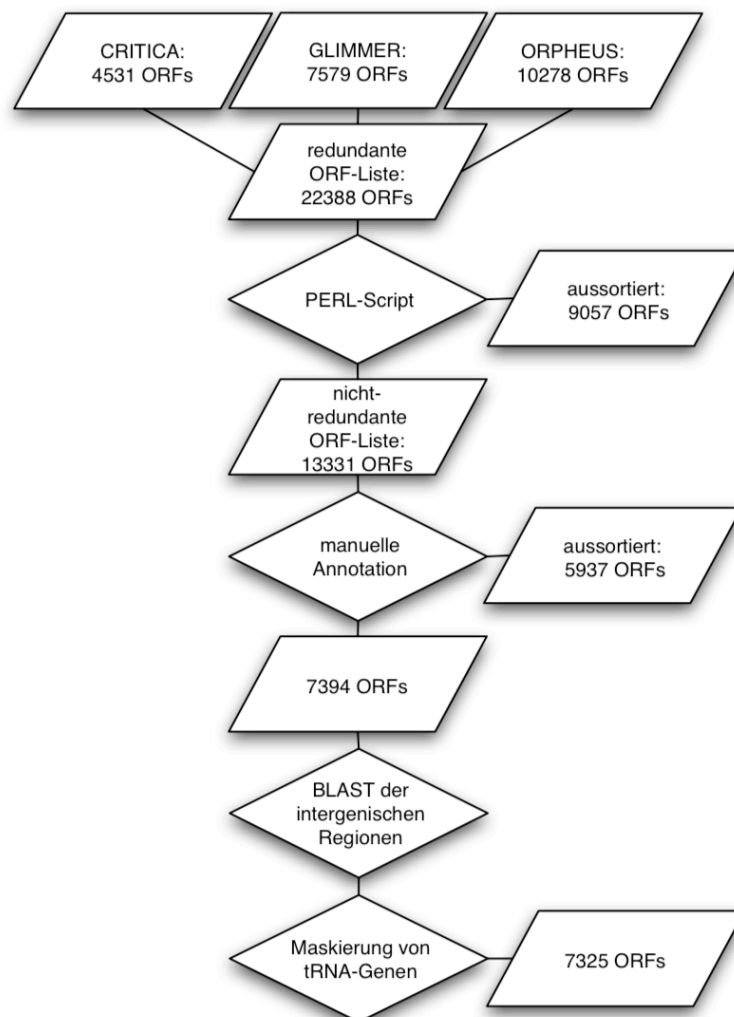 CRITICA:
4531 ORFs
GLIMMER:
7579 ORFs
ORPHEUS:
10278 ORFs
redundante
ORF-Liste:
22388 ORFs
PERL-Script
aussortiert:
9057 ORFs
nicht-
redundante
ORF-Liste:
13331 ORFs
manuelle
Annotation
aussortiert:
5937 ORFs
7394 ORFs
BLAST der
intergenischen
Regionen
Maskierung von
tRNA-Genen
7325 ORFs